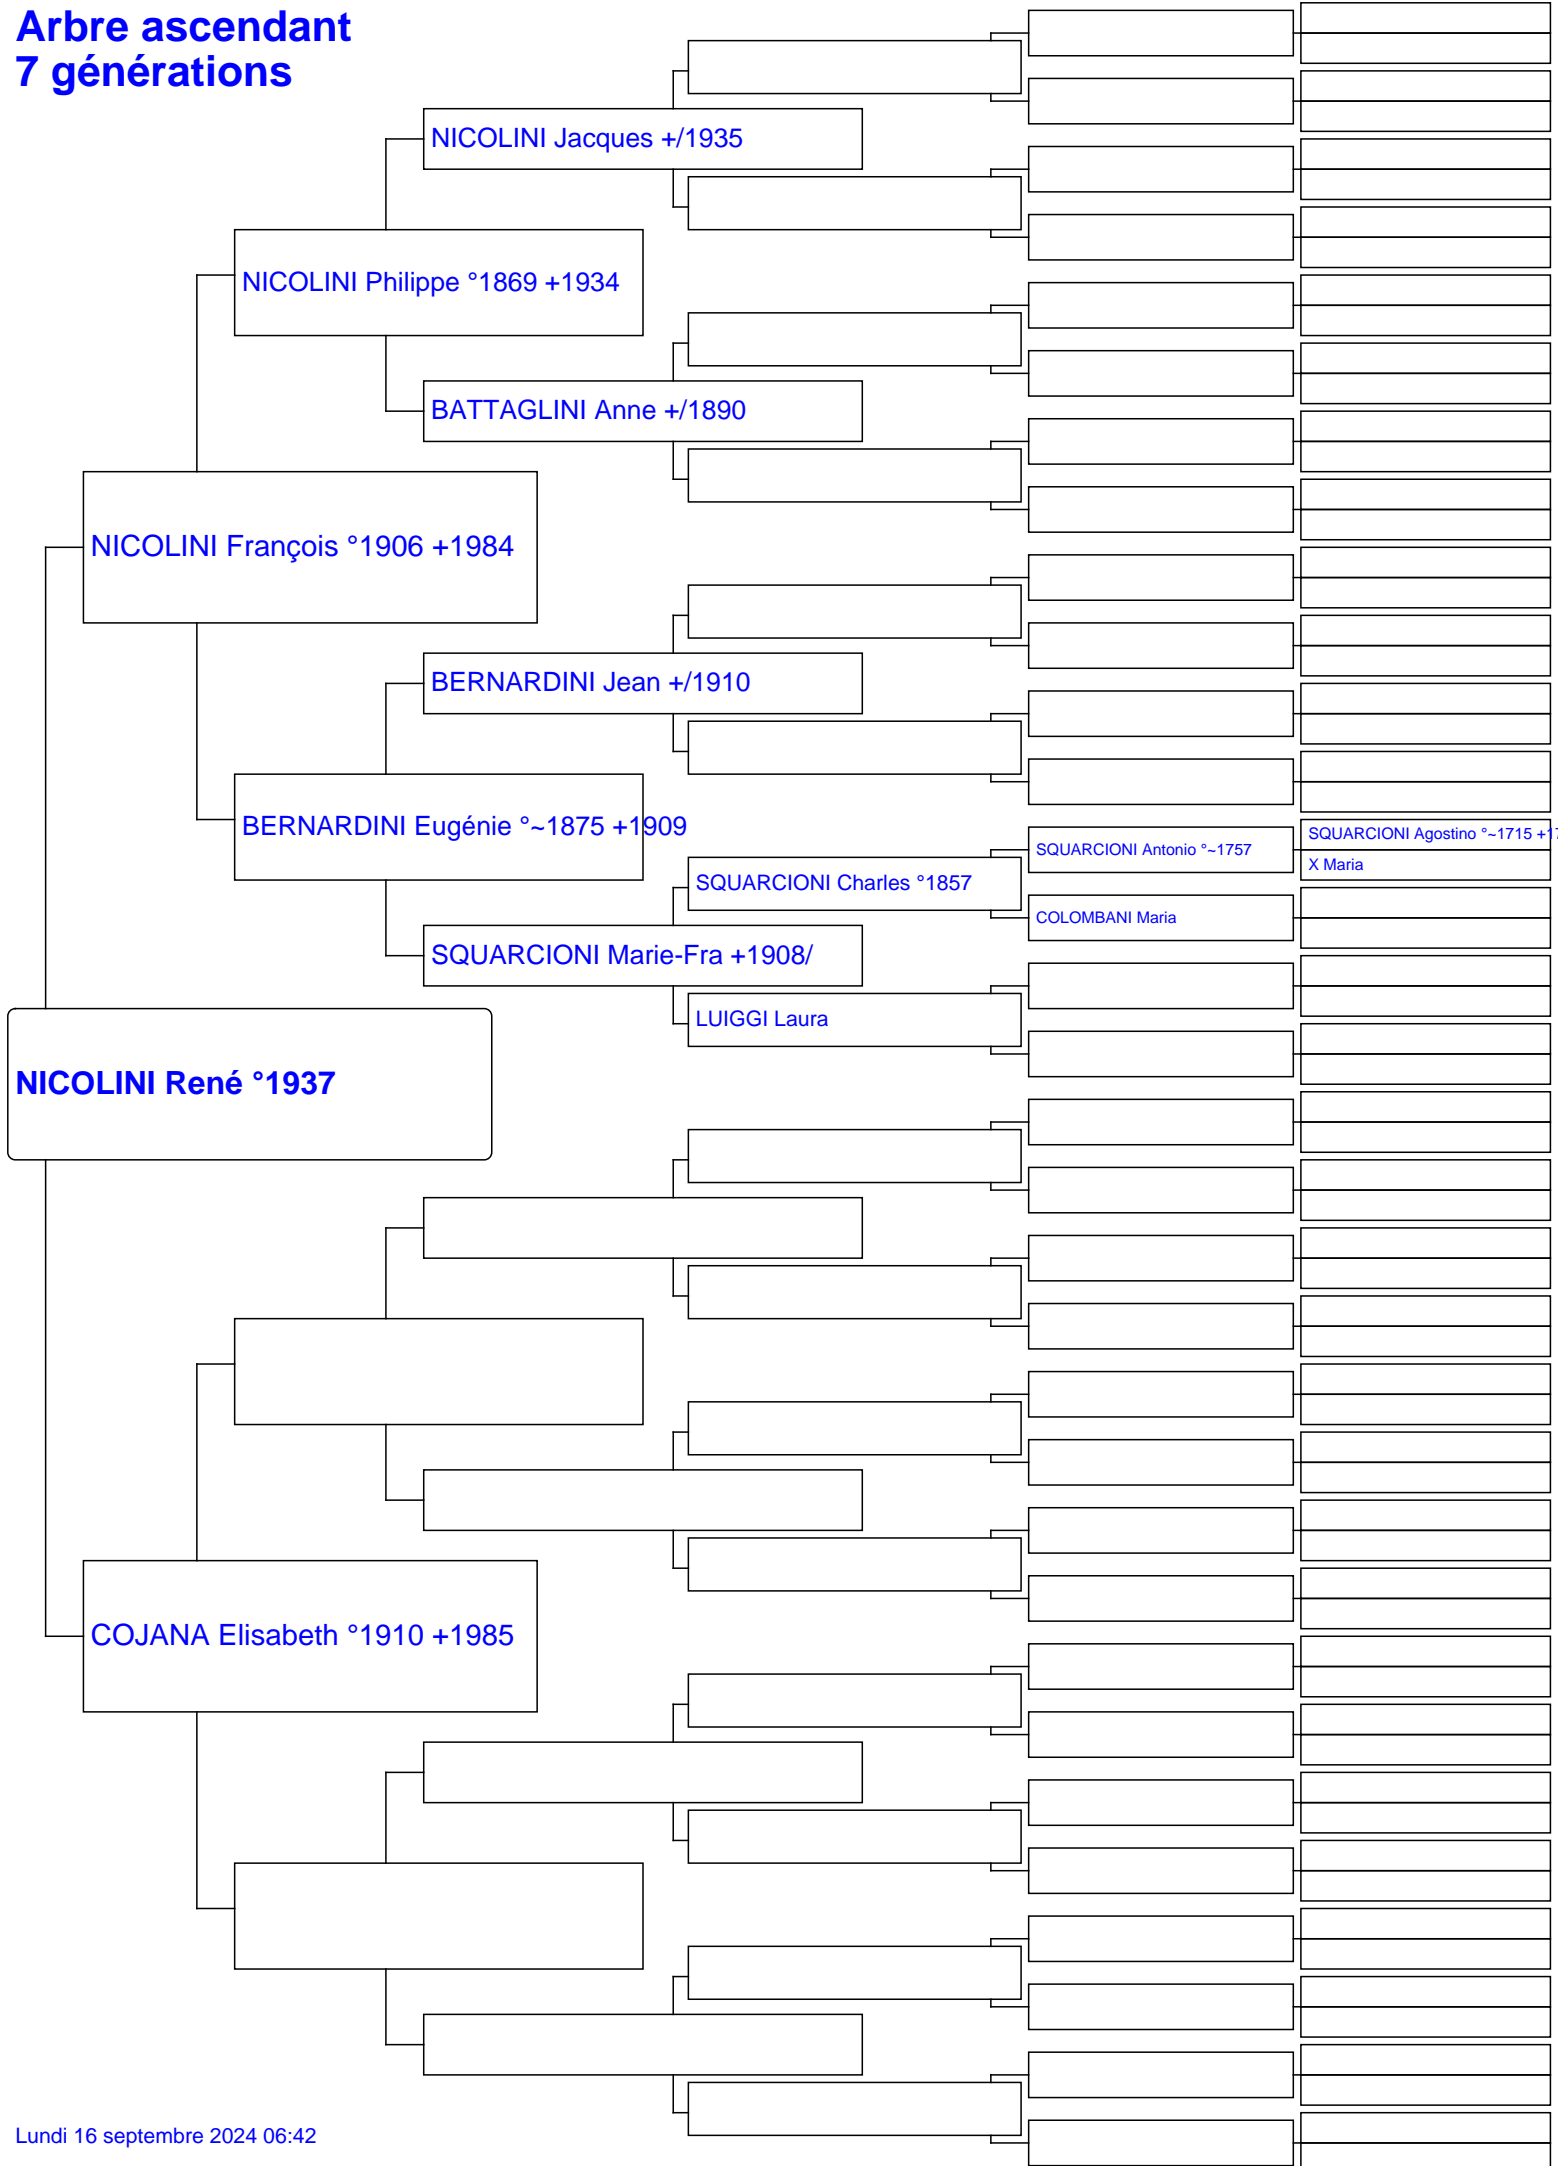 Arbre ascendant
7 générations
NICOLINI Jacques +/1935
NICOLINI Philippe °1869 +1934
BATTAGLINI Anne +/1890
NICOLINI François °1906 +1984
BERNARDINI Jean +/1910
BERNARDINI Eugénie °~1875 +1909
SQUARCIONI Agostino °~1715 +17
SQUARCIONI Antonio °~1757
X Maria
SQUARCIONI Charles °1857
COLOMBANI Maria
SQUARCIONI Marie-Fra +1908/
LUIGGI Laura
NICOLINI René °1937
COJANA Elisabeth °1910 +1985
Lundi 16 septembre 2024 06:42